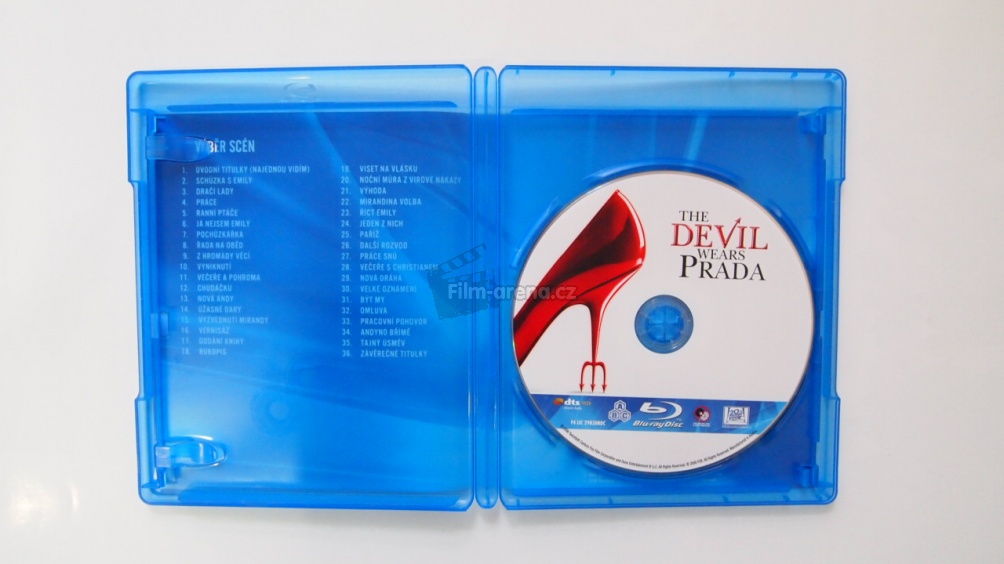 VÝBĚR SCÉN
1. ÚVODNÍ TITULKY (NAJEDNOU VIDÍM)
2. SCHŮZKA S EMILY
3. DRAČÍ LADY
4. PRÁCE
5. RANNÍ PTÁČE
6. JÁ NEJSEM EMILY
7. POCHŮZKAŘKA
8. ŘADA NA OBĚD
9. Z HROMADY VĚCÍ
10. VYNIKNUTÍ
11. VEČEŘE A POHROMA
12. CHUDÁČKU
13. NOVÁ ANDY
14. ÚŽASNÉ DARY
15. VYZVEDNUTÍ MIRANDY
16. VERNISÁŽ
17. DODÁNÍ KNIHY
18. RUKOPIS
19. VISET NA VLÁSKU
20. NOČNÍ MŮRA Z VIROVÉ NÁKAZY
21. VÝHODA
22. MIRANDINA VOLBA
23. ŘÍCT EMILY
24. JEDEN Z NICH
25. PAŘÍŽ
26. DALŠÍ ROZVOD
27. PRÁCE SNŮ
28. VEČEŘE S CHRISTIANEM
29. NOVÁ DRÁHA
30. VELKÉ OZNÁMENÍ
31. BÝT MY
32. OMLUVA
33. PRACOVNÍ POHOVOR
34. ANDYNO BŘÍMĚ
35. TAJNÝ ÚSMĚV
36. ZÁVĚREČNÉ TITULKY
Film-arena.cz
THE
DEVIL
WEARS
PRADA
dts
Blu-ray Disc